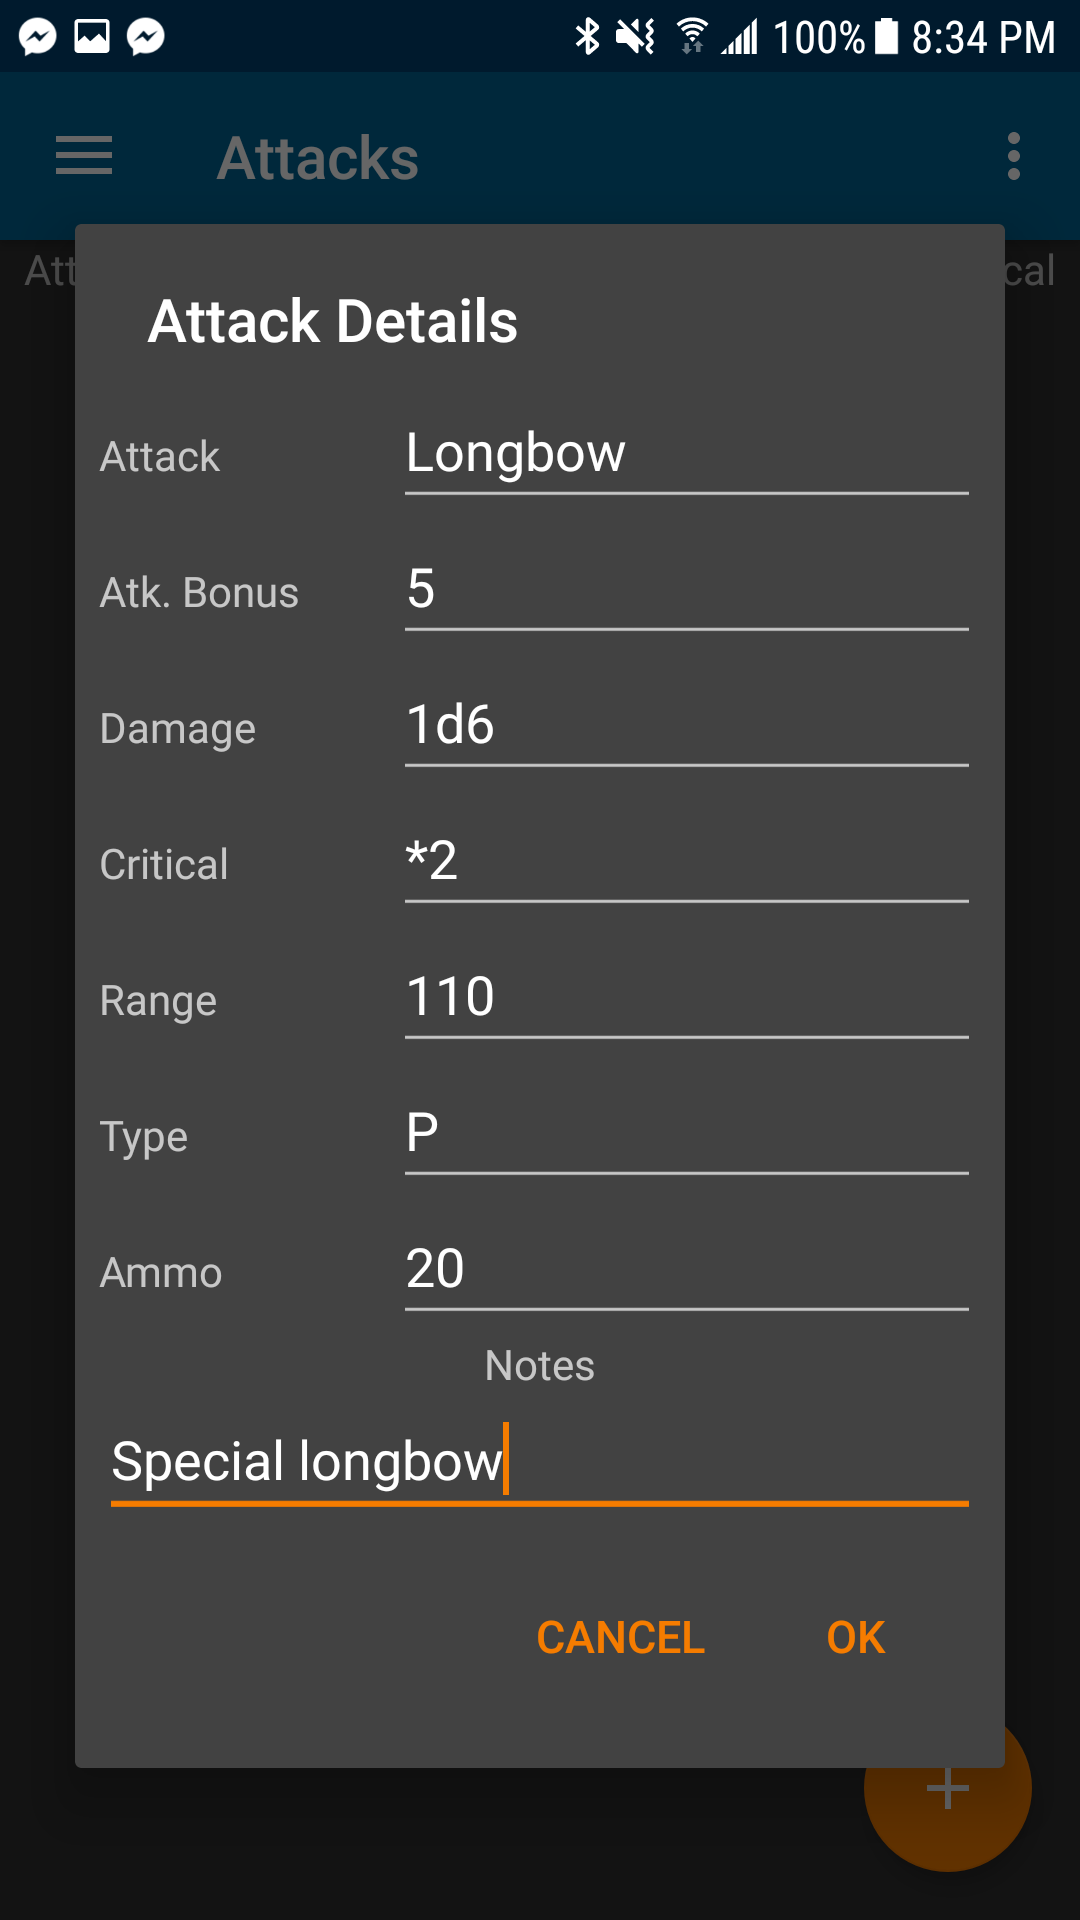 100% 8:34 PM
Attacks
Att cal
Attack Details
Attack Longbow
Atk. Bonus 5
Damage 1d6
Critical *2
Range 110
Type P
Ammo 20
Notes
Special longbow
CANCEL OK